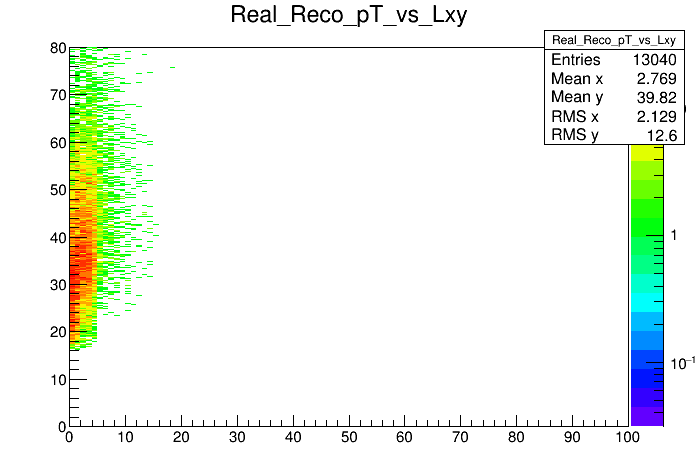 Real_Reco_pT_vs_Lxy
Real_Reco_pT_vs_Lxy
Entries 13040
Mean x 2.769
Mean y 39.82
RMS x 2.129
RMS y 12.6
80
70
60
50
40
30
20
10
0
0 10 20 30 40 50 60 70 80 90 100
1
10⁻¹